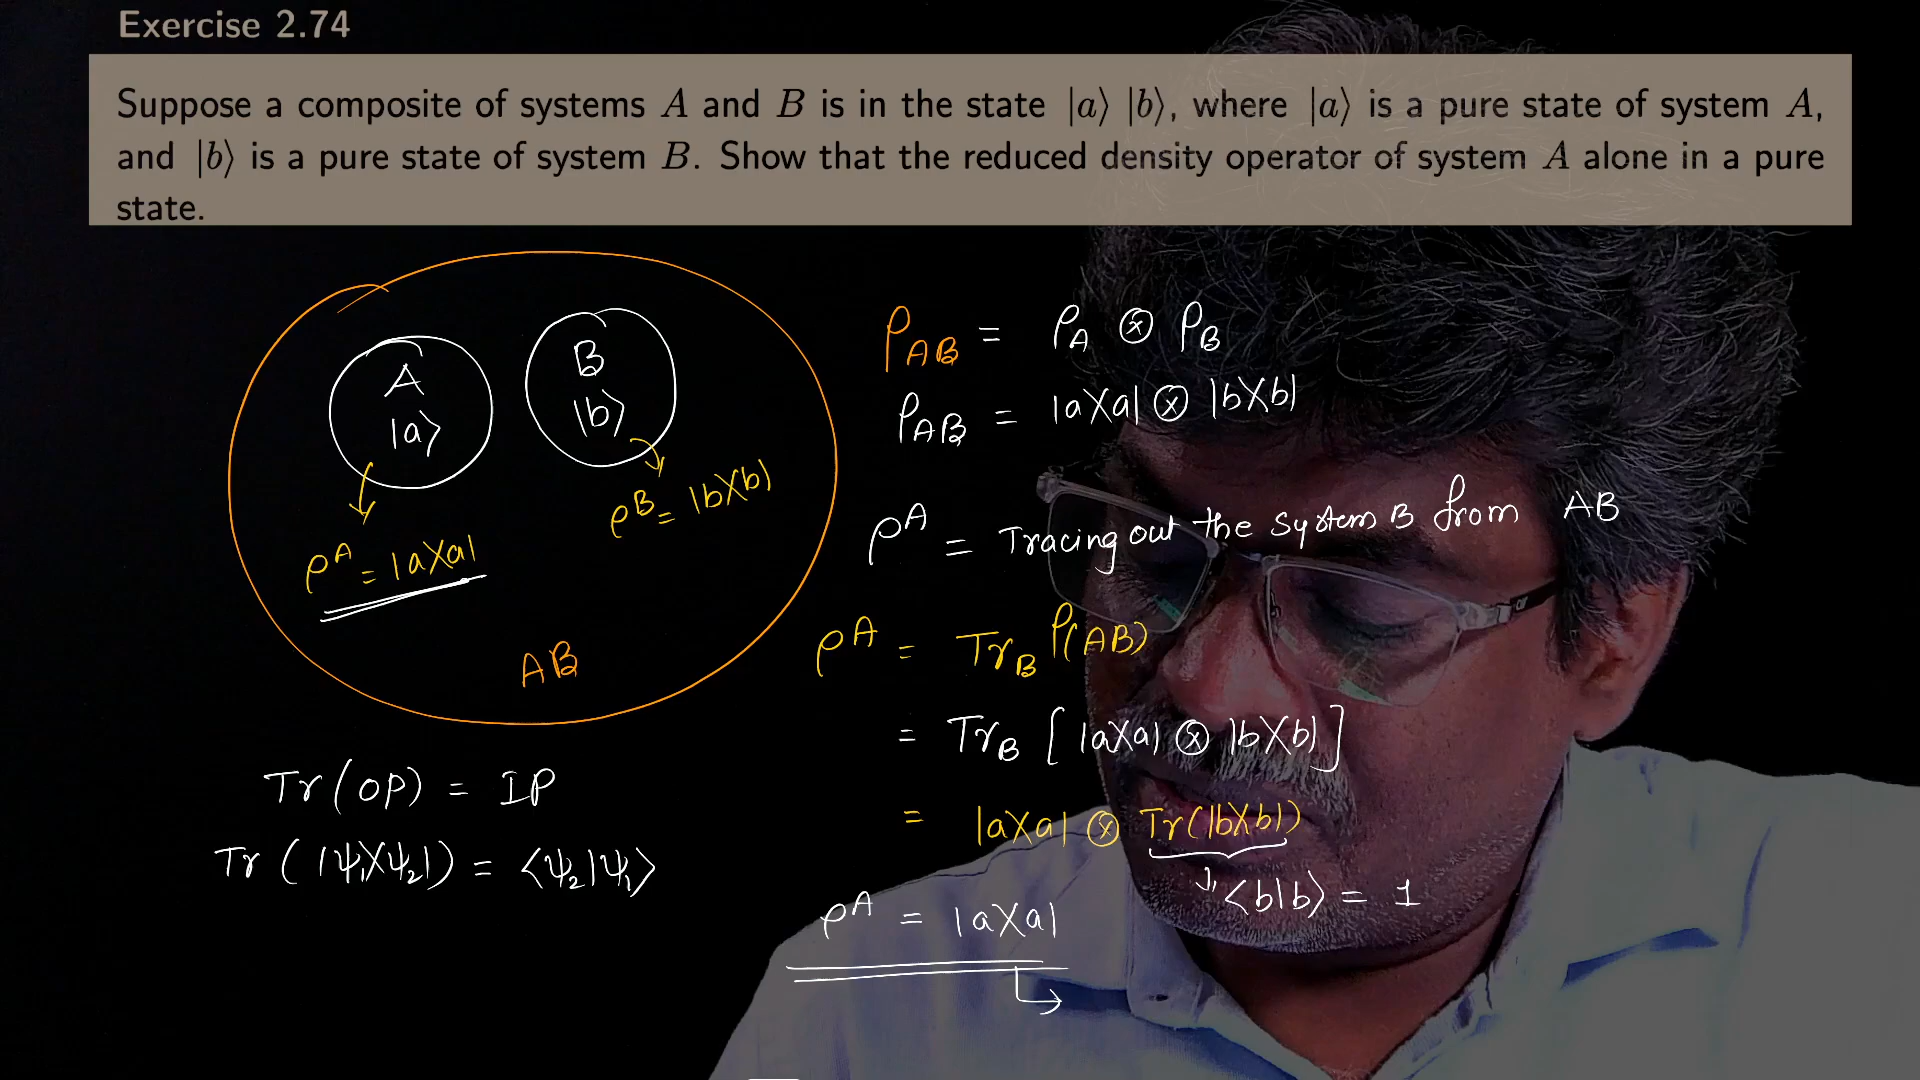 Exercise 2.74
Suppose a composite of systems A and B is in the state |a⟩ |b⟩, where |a⟩ is a pure state of system A,
and |b⟩ is a pure state of system B. Show that the reduced density operator of system A alone in a pure
state.
A
|a⟩
B
|b⟩
ρ^A = |a⟩⟨a|
ρ^B = |b⟩⟨b|
AB
Tr(OP) = IP
Tr(|ψ₁⟩⟨ψ₂|) = ⟨ψ₂|ψ₁⟩
ρ_AB = ρ_A ⊗ ρ_B
ρ_AB = |a⟩⟨a| ⊗ |b⟩⟨b|
ρ^A = Tracing out the system B from AB
ρ^A = Tr_B ρ(AB)
= Tr_B [|a⟩⟨a| ⊗ |b⟩⟨b|]
= |a⟩⟨a| ⊗ Tr(|b⟩⟨b|)
↳ ⟨b|b⟩ = 1
ρ^A = |a⟩⟨a|